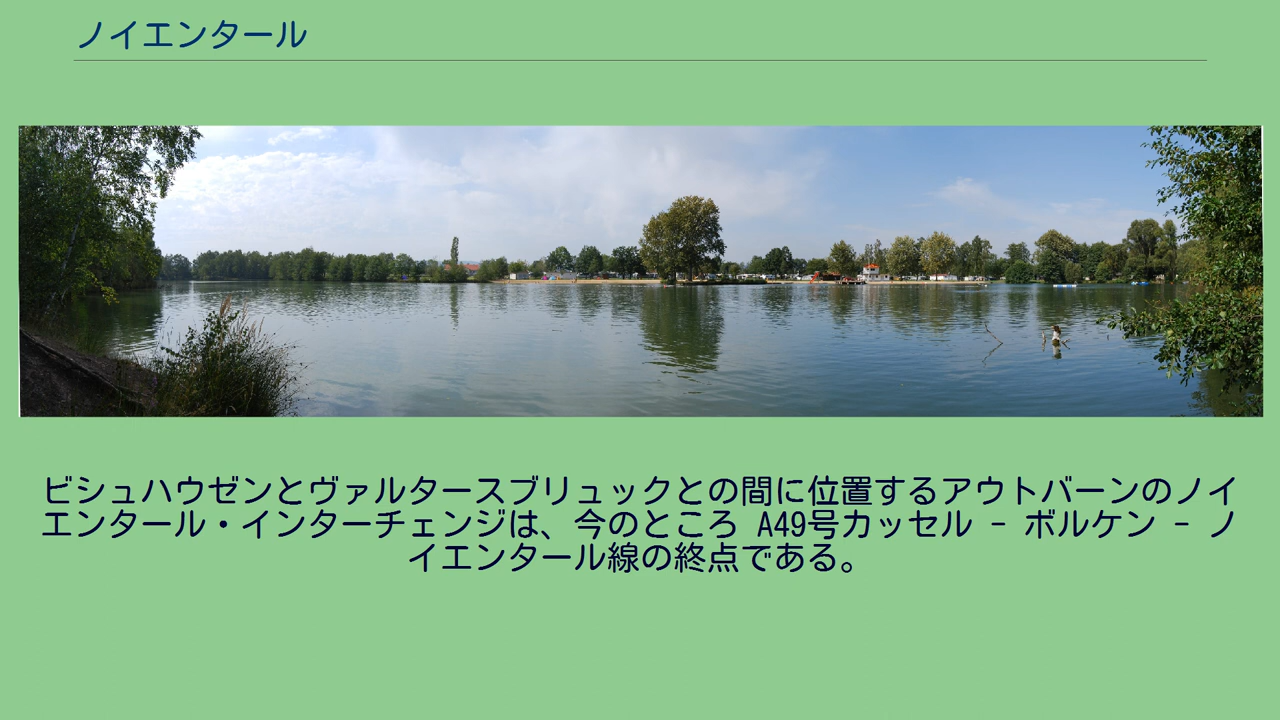 ノイエンタール
ビシュハウゼンとヴァルタースブリュックとの間に位置するアウトバーンのノイ
エンタール・インターチェンジは、今のところ A49号カッセル - ボルケン - ノ
イエンタール線の終点である。